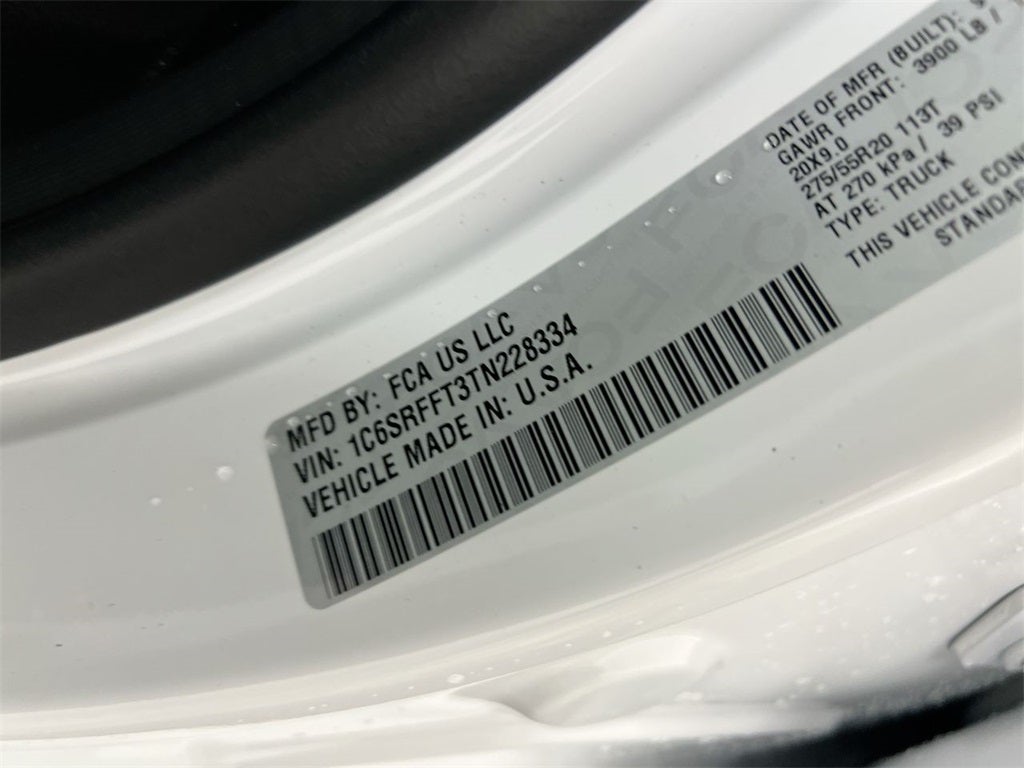 MFD BY: FCA US LLC
VIN: 1C6SRFFT3TN228334
VEHICLE MADE IN: U.S.A.
DATE OF MFR (BUILT): 9
GAWR FRONT: 3900 LB /
20X9.0
275/55R20 113T
AT 270 kPa / 39 PSI
TYPE: TRUCK
THIS VEHICLE
STANDAR